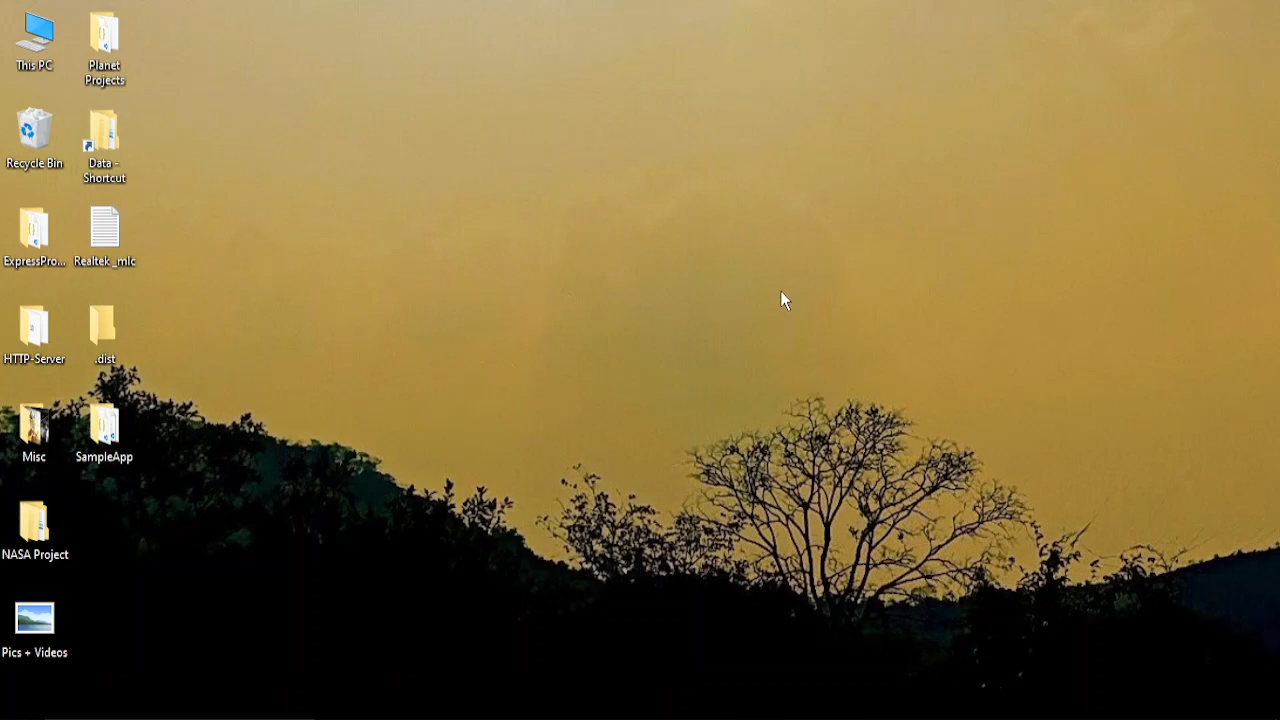 This PC
Planet
Projects
Recycle Bin
Data -
Shortcut
ExpressPro...
Realtek _mic
HTTP-Server
.dist
Misc
SampleApp
NASA Project
Pics + Videos